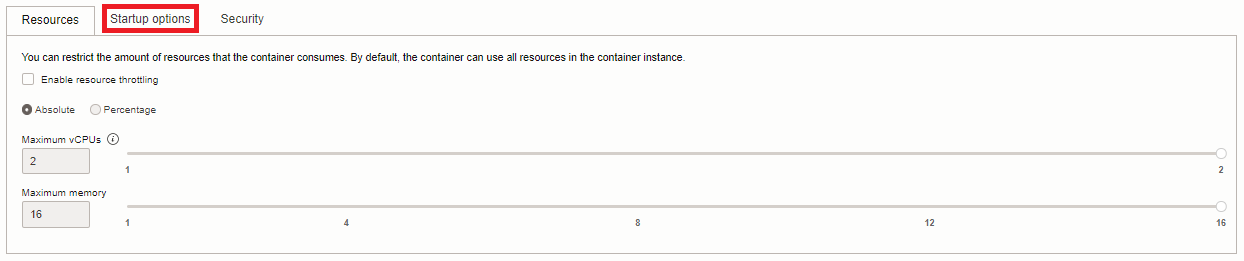 Resources Startup options Security
You can restrict the amount of resources that the container consumes. By default, the container can use all resources in the container instance.
Enable resource throttling
Absolute Percentage
Maximum vCPUs i
2
1 2
Maximum memory
16
1 4 8 12 16